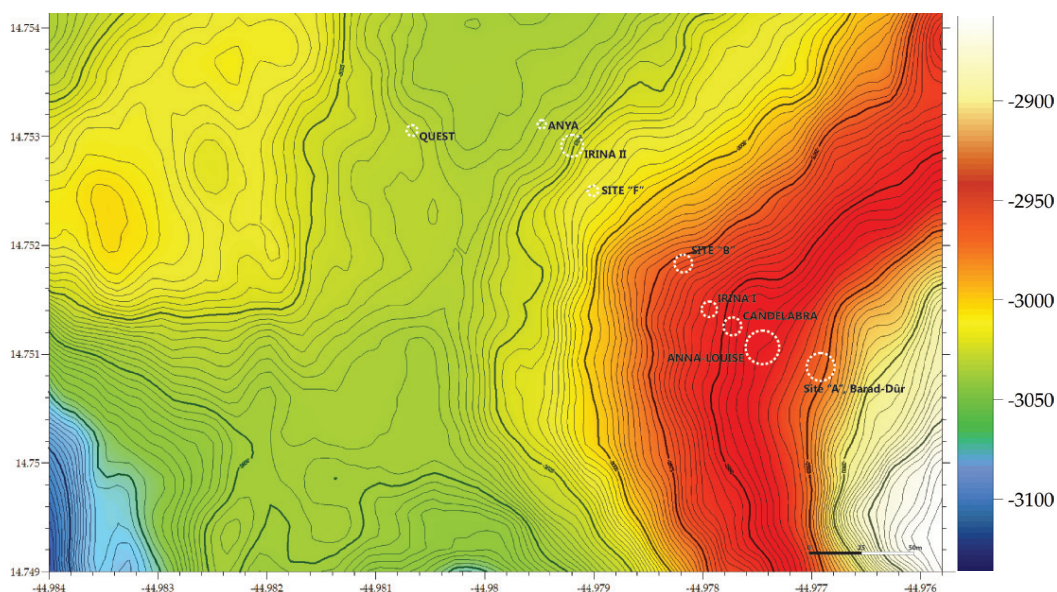 14.754
14.753
14.752
14.751
14.75
14.749
-44.984
-44.983
-44.982
-44.981
-44.98
-44.979
-44.978
-44.977
-44.976
QUEST
ANYA
IRINA II
SITE "F"
SITE "B"
IRINA I
CANDELABRA
ANNA-LOUISE
Site "A", Barad-Dûr
0
25
50m
-2900
-2950
-3000
-3050
-3100